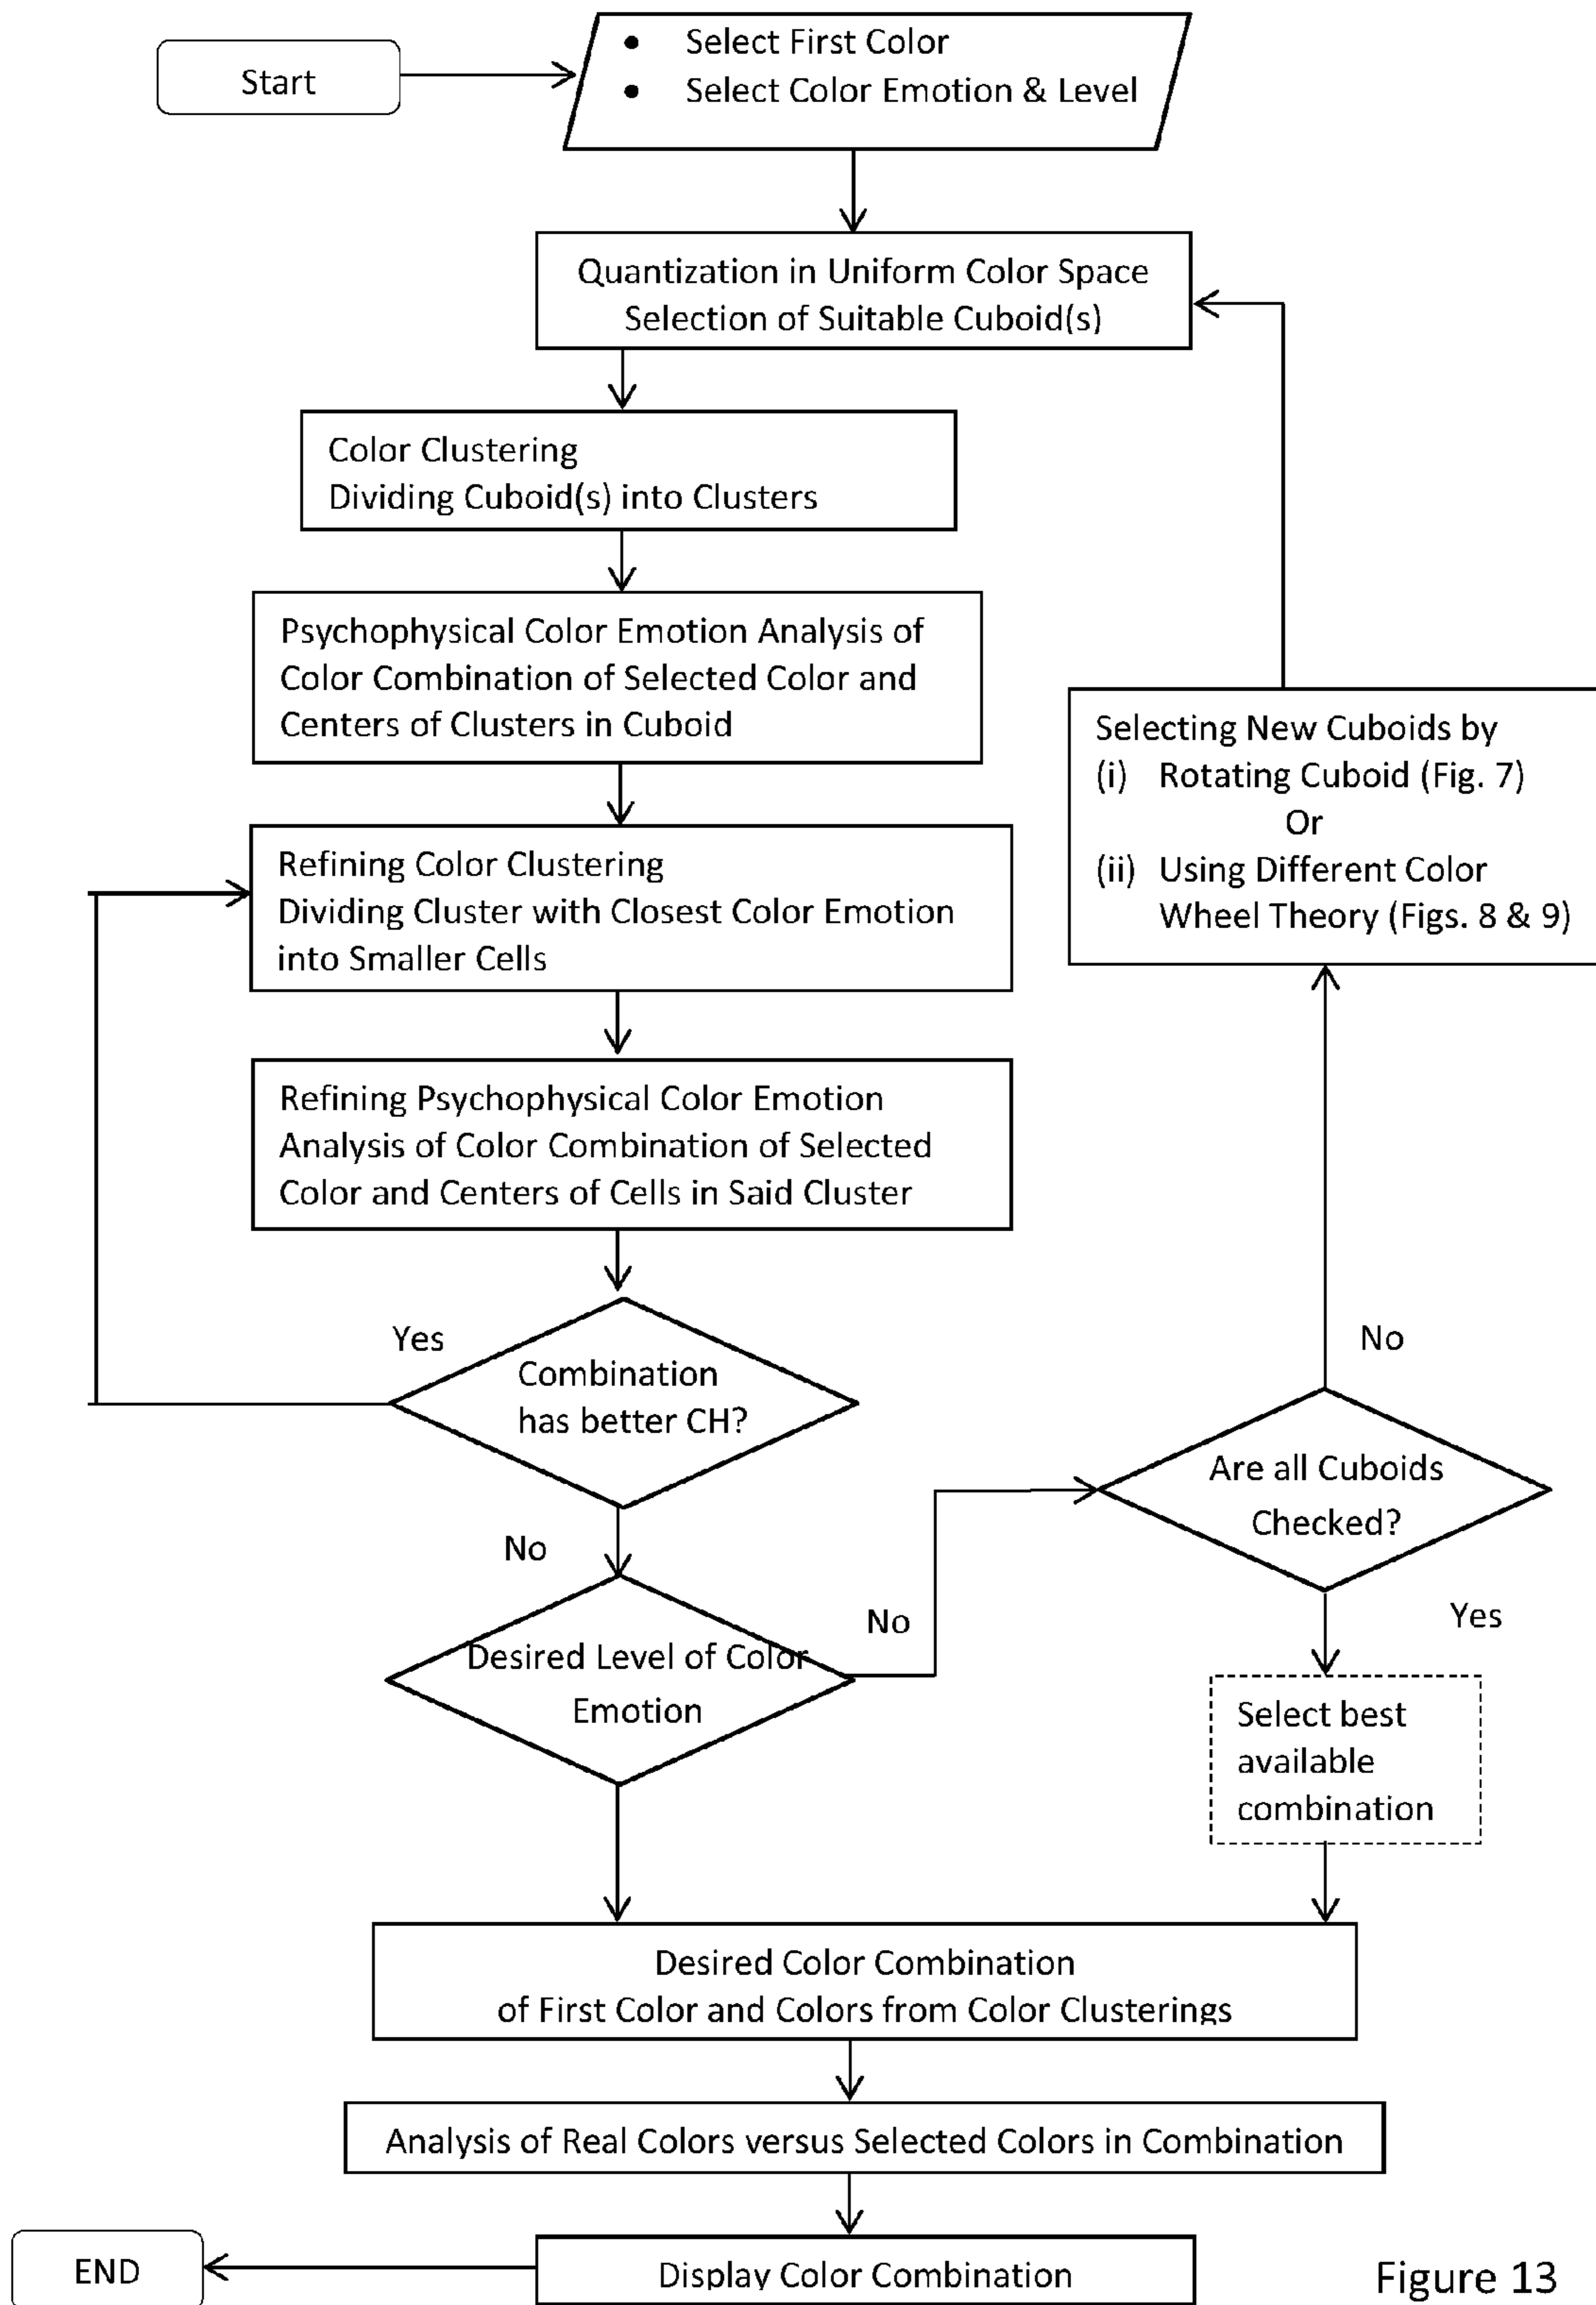 Start
• Select First Color
• Select Color Emotion & Level
Quantization in Uniform Color Space
Selection of Suitable Cuboid(s)
Color Clustering
Dividing Cuboid(s) into Clusters
Psychophysical Color Emotion Analysis of
Color Combination of Selected Color and
Centers of Clusters in Cuboid
Selecting New Cuboids by
(i) Rotating Cuboid (Fig. 7)
Or
(ii) Using Different Color
Wheel Theory (Figs. 8 & 9)
Refining Color Clustering
Dividing Cluster with Closest Color Emotion
into Smaller Cells
Refining Psychophysical Color Emotion
Analysis of Color Combination of Selected
Color and Centers of Cells in Said Cluster
Yes
Combination
has better CH?
No
No
Are all Cuboids
Checked?
Desired Level of Color
Emotion
No
Yes
Select best
available
combination
Desired Color Combination
of First Color and Colors from Color Clusterings
Analysis of Real Colors versus Selected Colors in Combination
Display Color Combination
END
Figure 13